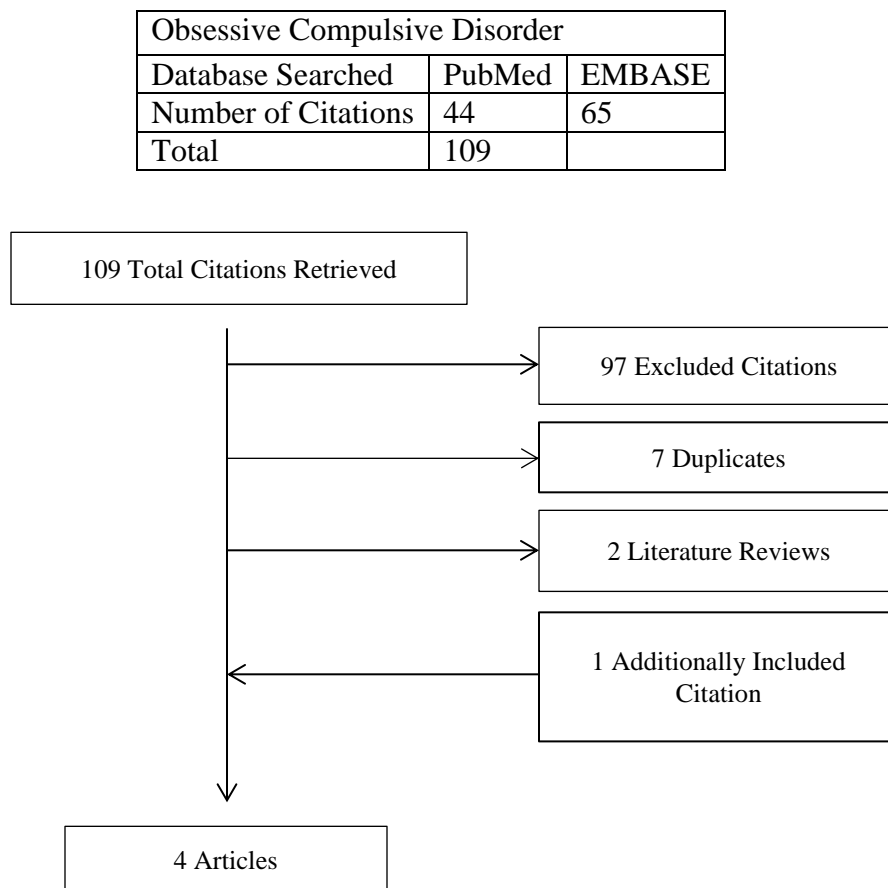 Obsessive Compulsive Disorder
Database Searched PubMed EMBASE
Number of Citations 44 65
Total 109
109 Total Citations Retrieved
97 Excluded Citations
7 Duplicates
2 Literature Reviews
1 Additionally Included
Citation
4 Articles